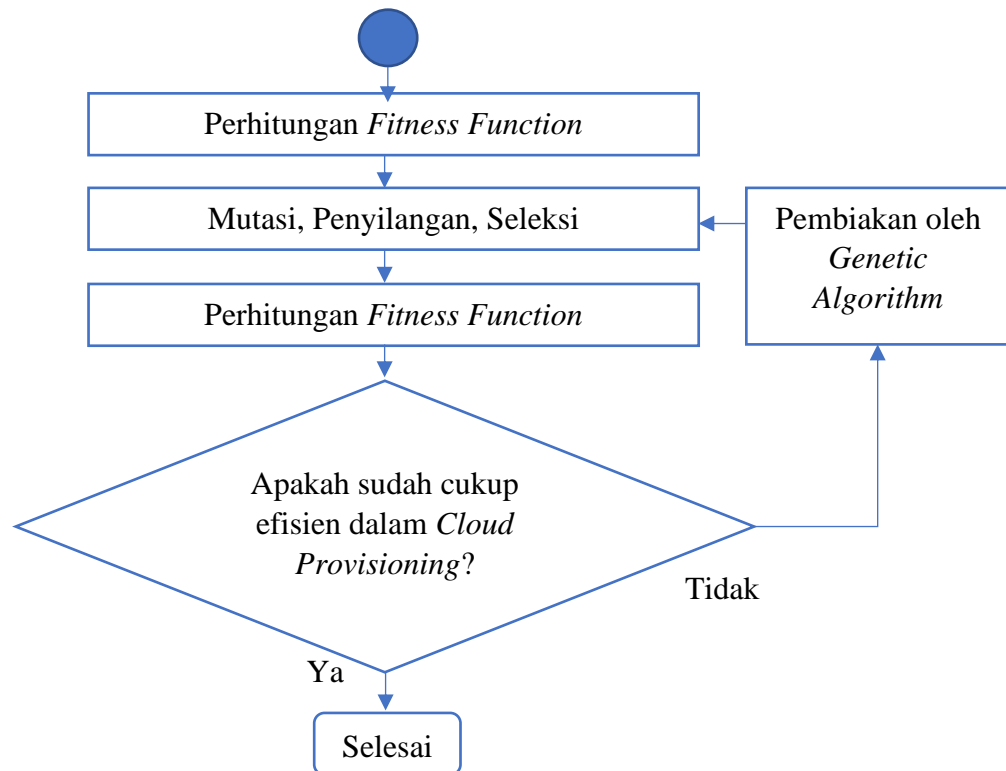 Perhitungan Fitness Function
Mutasi, Penyilangan, Seleksi
Pembiakan oleh
Genetic
Algorithm
Perhitungan Fitness Function
Apakah sudah cukup
efisien dalam Cloud
Provisioning?
Tidak
Ya
Selesai